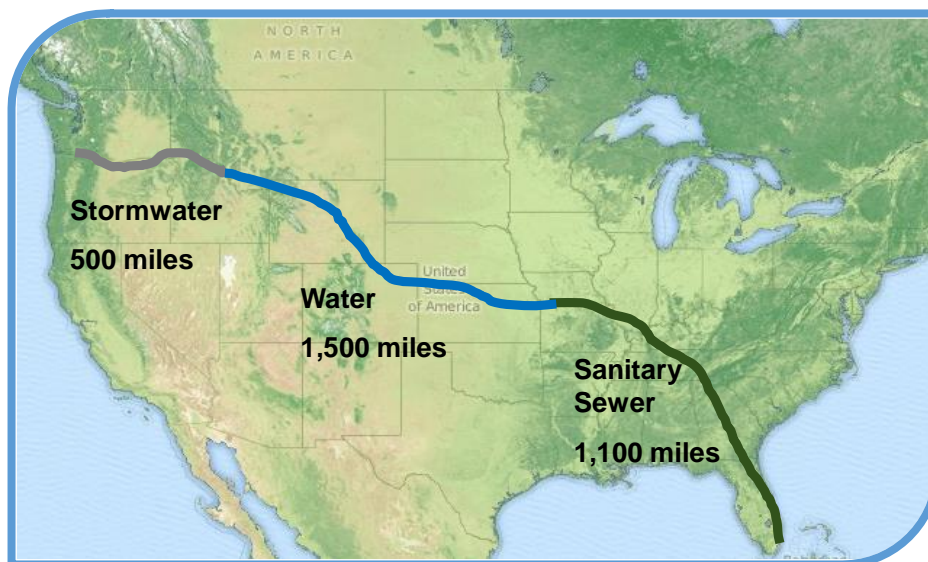 NORTH
AMERICA
Stormwater
500 miles
United
States
of America
Water
1,500 miles
Sanitary
Sewer
1,100 miles